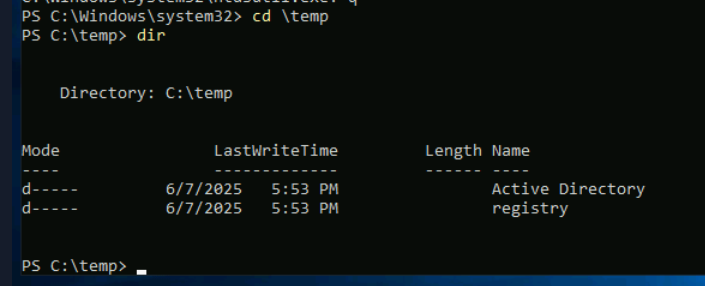 C:\Windows\system32\ntdsutil.exe: q
PS C:\Windows\system32> cd \temp
PS C:\temp> dir
Directory: C:\temp
Mode LastWriteTime Length Name
---- ------------- ------ ----
d----- 6/7/2025 5:53 PM Active Directory
d----- 6/7/2025 5:53 PM registry
PS C:\temp>